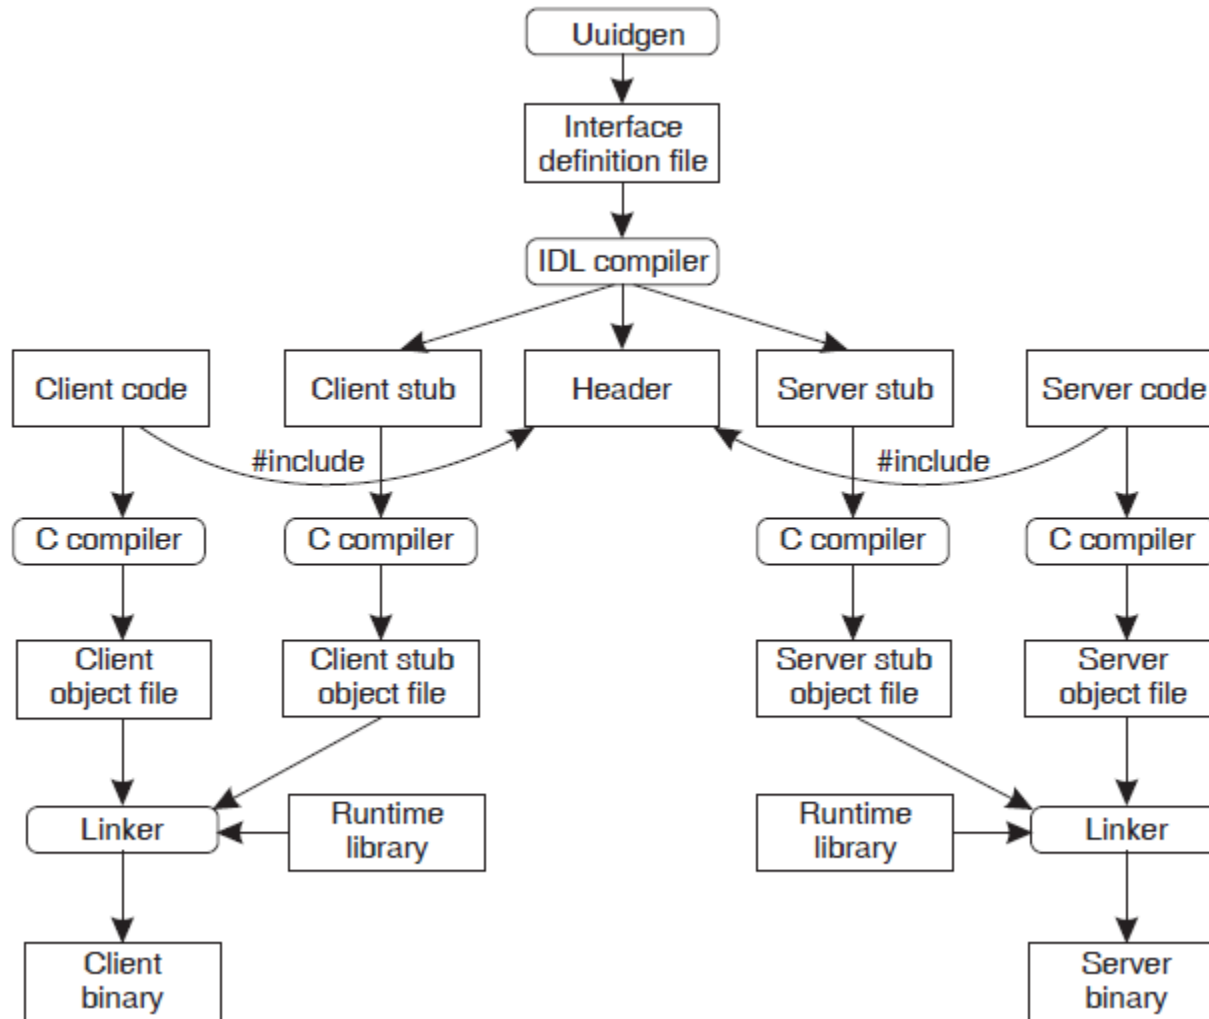 Uuidgen
Interface
definition file
IDL compiler
Client code
Client stub
Header
Server stub
Server code
#include
#include
C compiler
C compiler
C compiler
C compiler
Client
object file
Client stub
object file
Server stub
object file
Server
object file
Linker
Runtime
library
Runtime
library
Linker
Client
binary
Server
binary